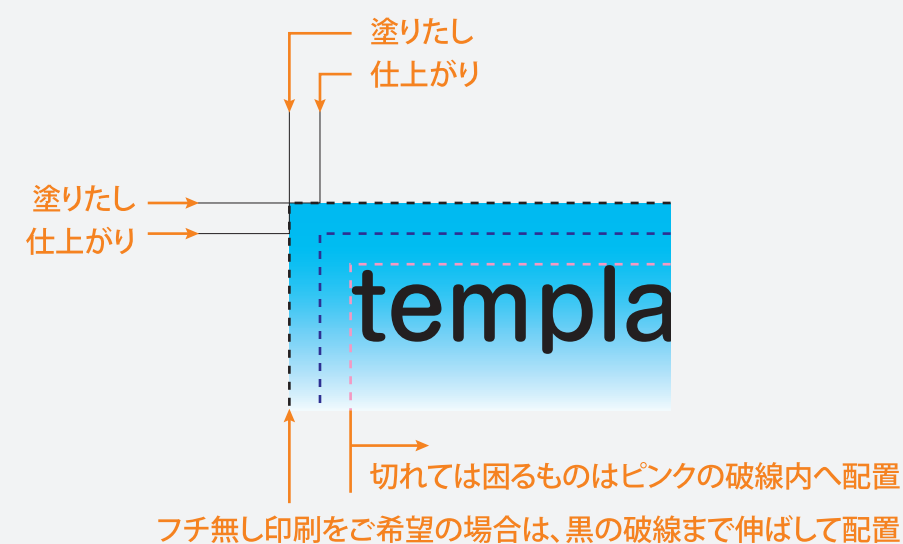 塗りたし
仕上がり
塗りたし
仕上がり
templa
切れては困るものはピンクの破線内へ配置
フチ無し印刷をご希望の場合は、黒の破線まで伸ばして配置